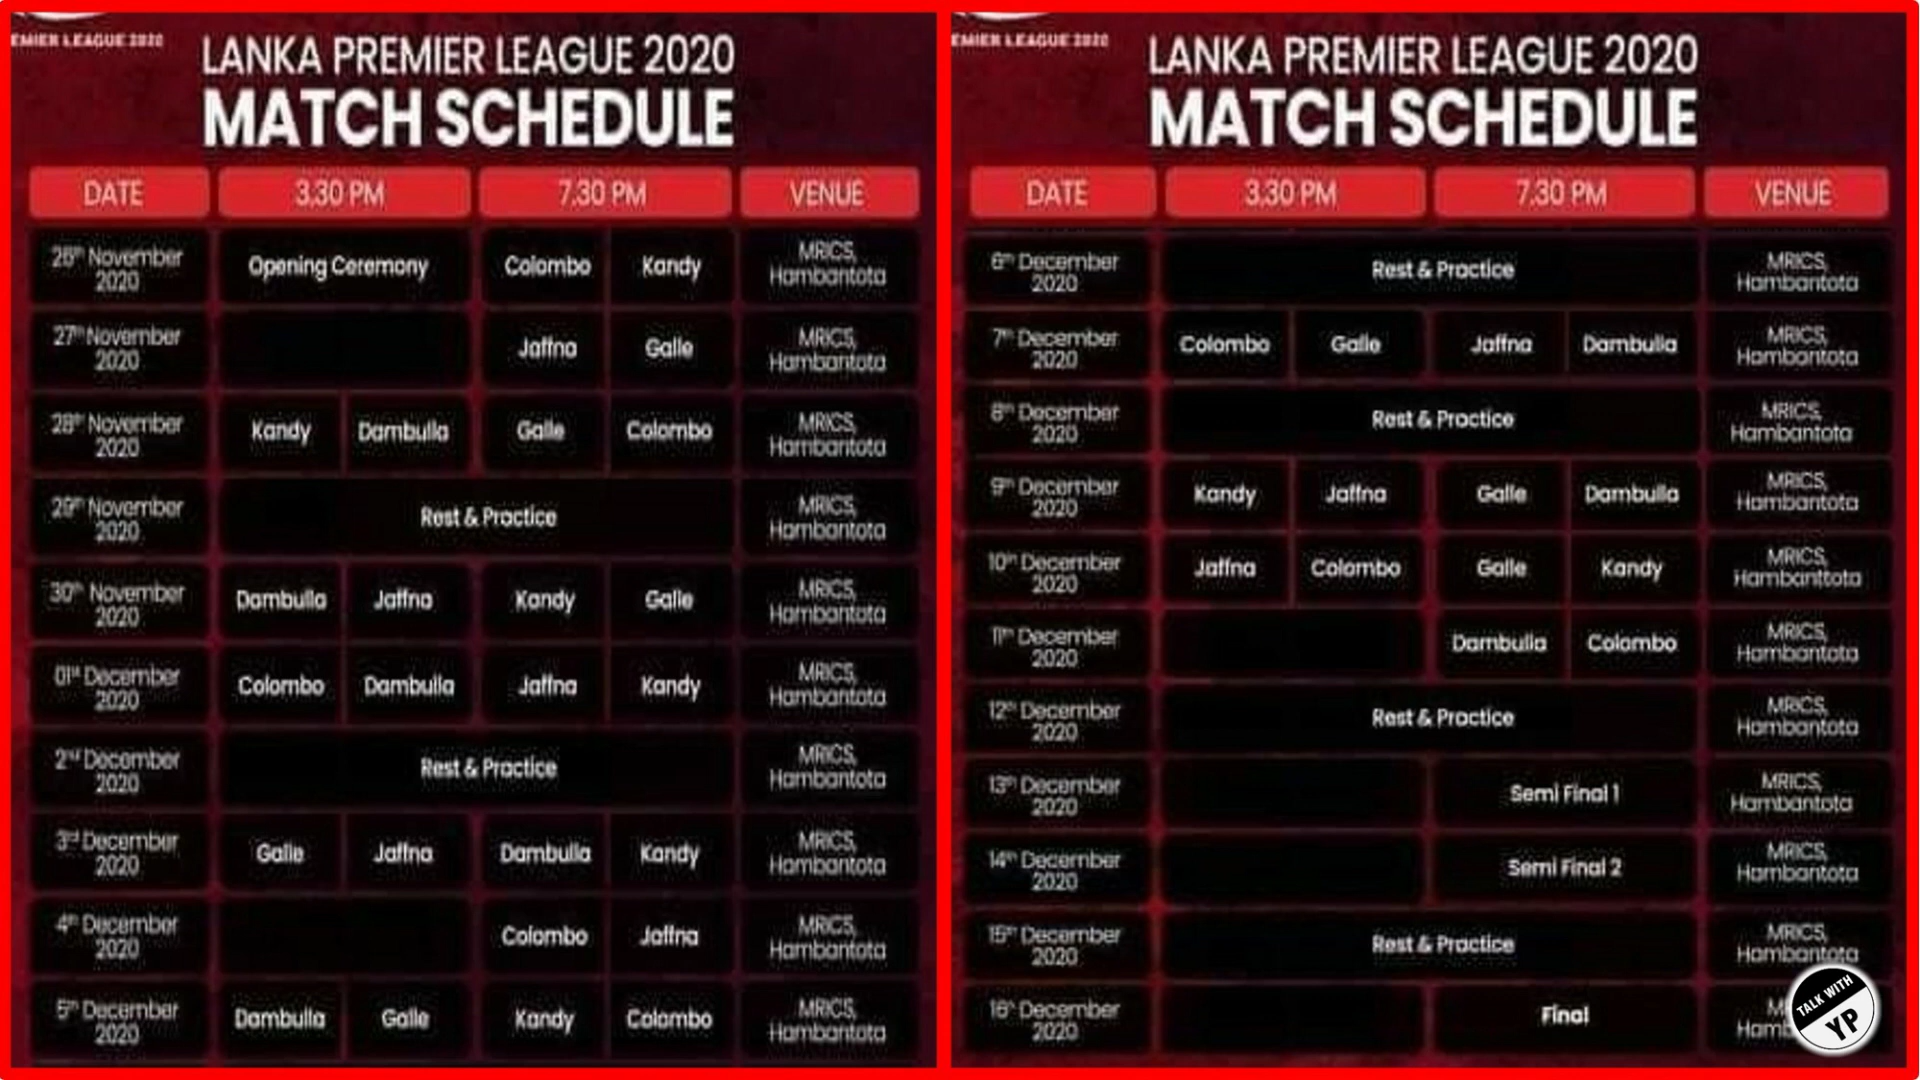 EMIER LEAGUE 2020
LANKA PREMIER LEAGUE 2020
MATCH SCHEDULE
DATE 3.30 PM 7.30 PM VENUE
26th November 2020 Opening Ceremony Colombo Kandy MRICS, Hambantota
27th November 2020 Jaffna Galle MRICS, Hambantota
28th November 2020 Kandy Dambulla Galle Colombo MRICS, Hambantota
29th November 2020 Rest & Practice MRICS, Hambantota
30th November 2020 Dambulla Jaffna Kandy Galle MRICS, Hambantota
01st December 2020 Colombo Dambulla Jaffna Kandy MRICS, Hambantota
2nd December 2020 Rest & Practice MRICS, Hambantota
3rd December 2020 Galle Jaffna Dambulla Kandy MRICS, Hambantota
4th December 2020 Colombo Jaffna MRICS, Hambantota
5th December 2020 Dambulla Galle Kandy Colombo MRICS, Hambantota
EMIER LEAGUE 2020
LANKA PREMIER LEAGUE 2020
MATCH SCHEDULE
DATE 3.30 PM 7.30 PM VENUE
6th December 2020 Rest & Practice MRICS, Hambantota
7th December 2020 Colombo Galle Jaffna Dambulla MRICS, Hambantota
8th December 2020 Rest & Practice MRICS, Hambantota
9th December 2020 Kandy Jaffna Galle Dambulla MRICS, Hambantota
10th December 2020 Jaffna Colombo Galle Kandy MRICS, Hambanttota
11th December 2020 Dambulla Colombo MRICS, Hambantota
12th December 2020 Rest & Practice MRICS, Hambantota
13th December 2020 Semi Final 1 MRICS, Hambantota
14th December 2020 Semi Final 2 MRICS, Hambantota
15th December 2020 Rest & Practice MRICS, Hambantota
16th December 2020 Final
TALK WITH
YP